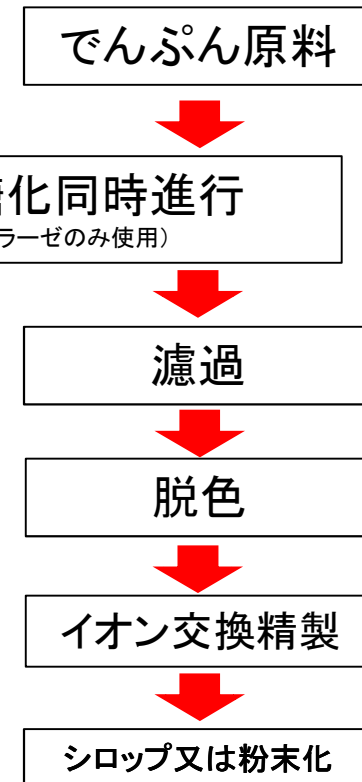 でんぷん原料
化同時進行
ラーゼのみ使用）
濾過
脱色
イオン交換精製
シロップ又は粉末化